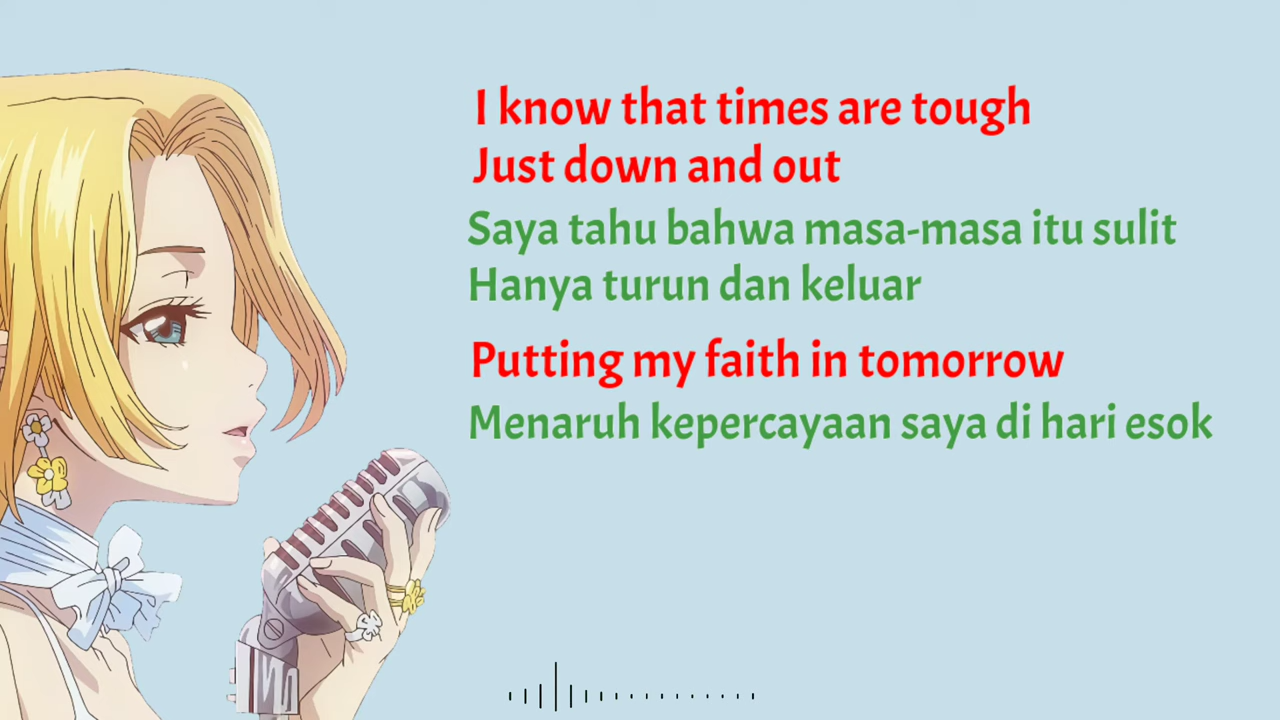 I know that times are tough
Just down and out
Saya tahu bahwa masa-masa itu sulit
Hanya turun dan keluar
Putting my faith in tomorrow
Menaruh kepercayaan saya di hari esok